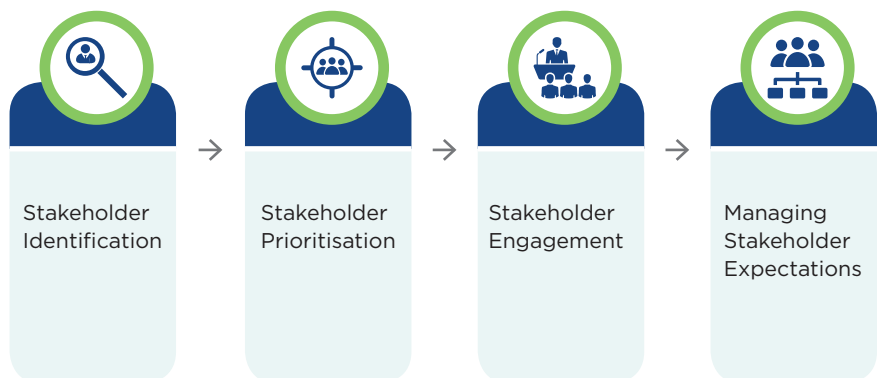 Stakeholder
Identification
Stakeholder
Prioritisation
Stakeholder
Engagement
Managing
Stakeholder
Expectations